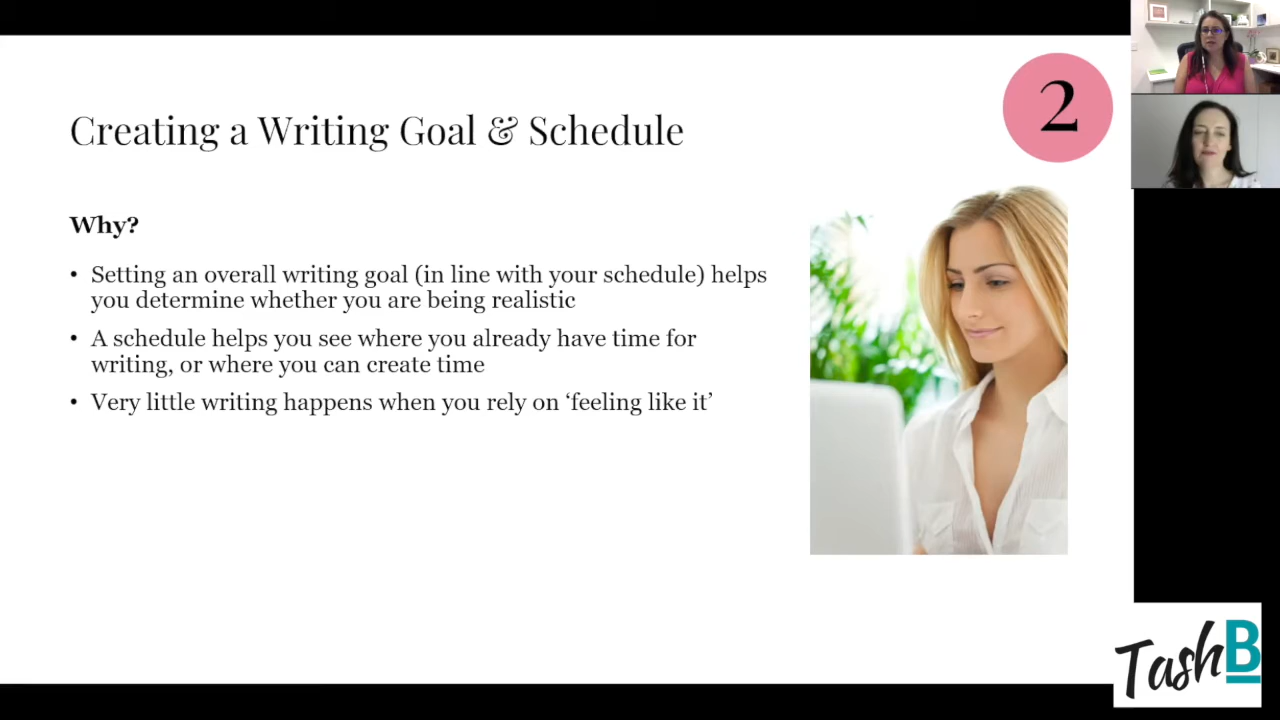 2
Creating a Writing Goal & Schedule
Why?
• Setting an overall writing goal (in line with your schedule) helps
you determine whether you are being realistic
• A schedule helps you see where you already have time for
writing, or where you can create time
• Very little writing happens when you rely on ‘feeling like it’
TashB